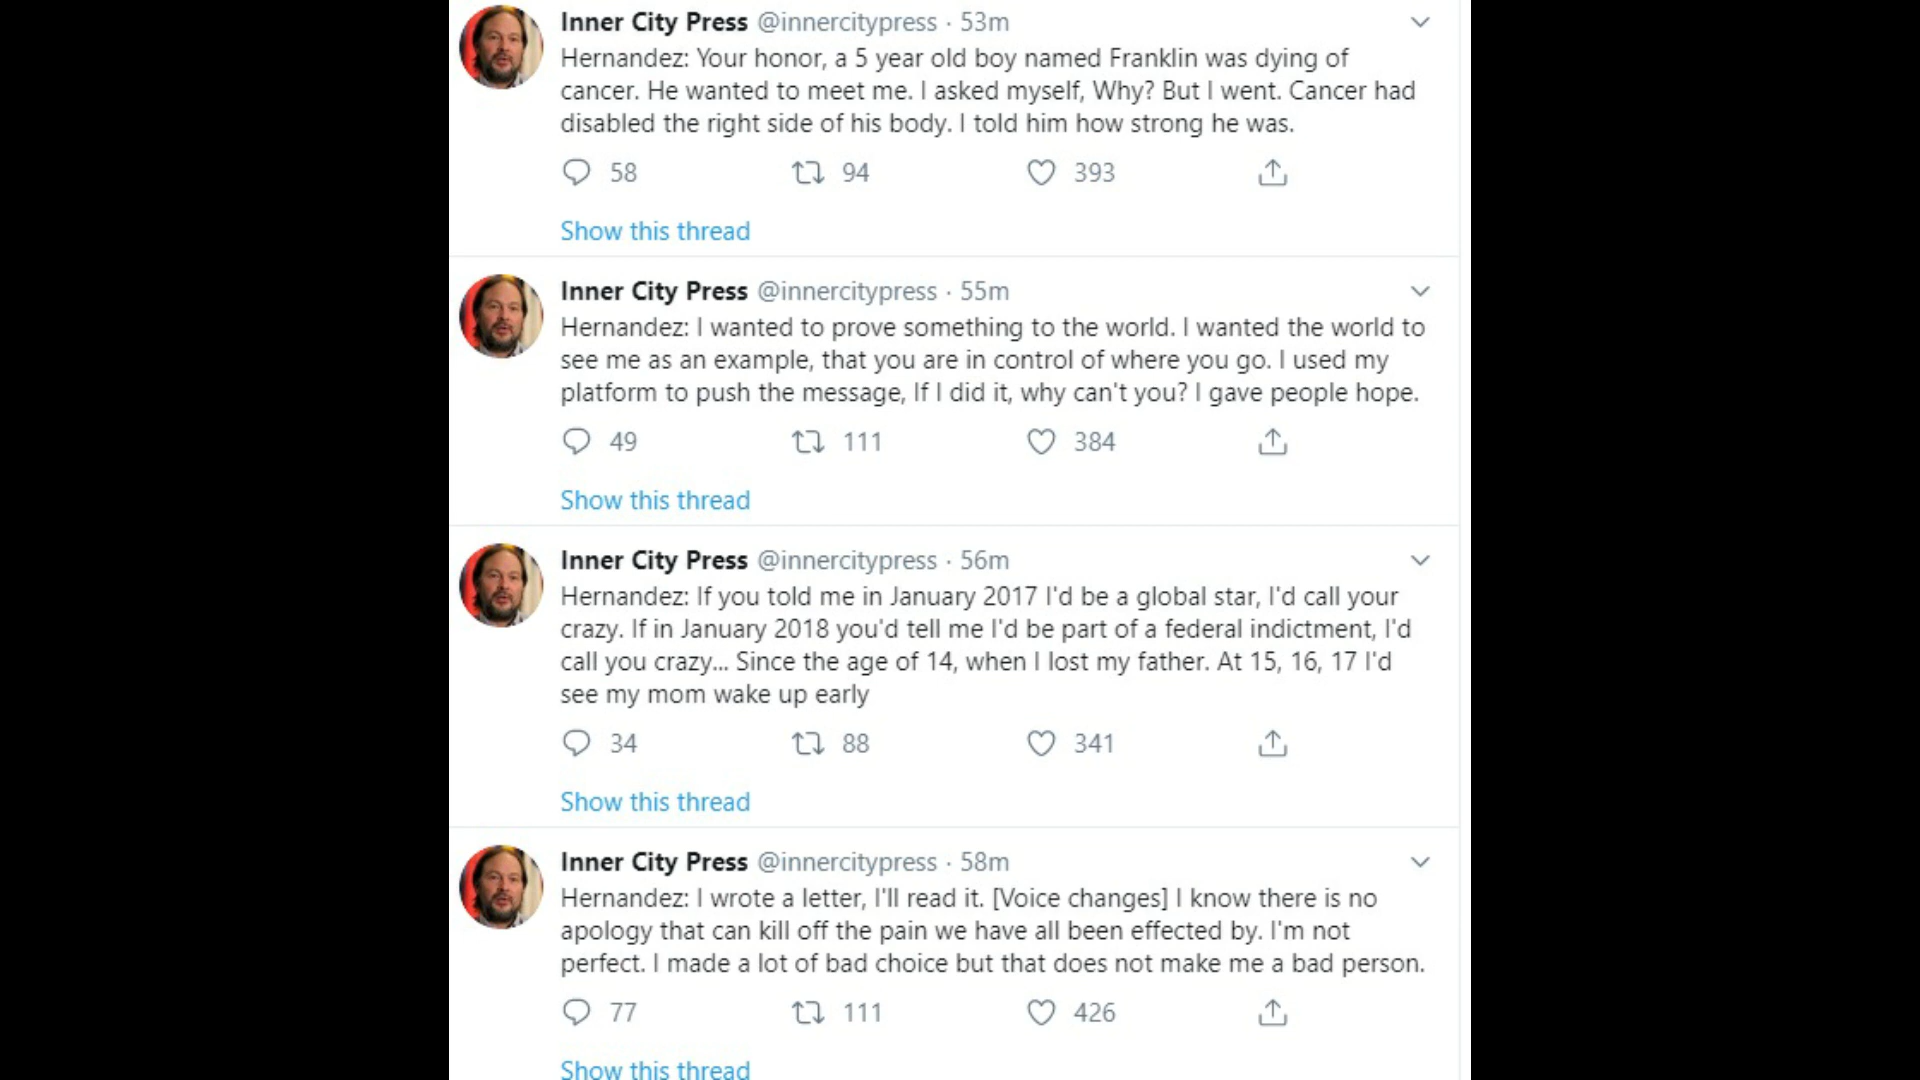 Inner City Press @innercitypress · 53m
Hernandez: Your honor, a 5 year old boy named Franklin was dying of
cancer. He wanted to meet me. I asked myself, Why? But I went. Cancer had
disabled the right side of his body. I told him how strong he was.
58 94 393
Show this thread
Inner City Press @innercitypress · 55m
Hernandez: I wanted to prove something to the world. I wanted the world to
see me as an example, that you are in control of where you go. I used my
platform to push the message, If I did it, why can't you? I gave people hope.
49 111 384
Show this thread
Inner City Press @innercitypress · 56m
Hernandez: If you told me in January 2017 I'd be a global star, I'd call your
crazy. If in January 2018 you'd tell me I'd be part of a federal indictment, I'd
call you crazy... Since the age of 14, when I lost my father. At 15, 16, 17 I'd
see my mom wake up early
34 88 341
Show this thread
Inner City Press @innercitypress · 58m
Hernandez: I wrote a letter, I'll read it. [Voice changes] I know there is no
apology that can kill off the pain we have all been effected by. I'm not
perfect. I made a lot of bad choice but that does not make me a bad person.
77 111 426
Show this thread